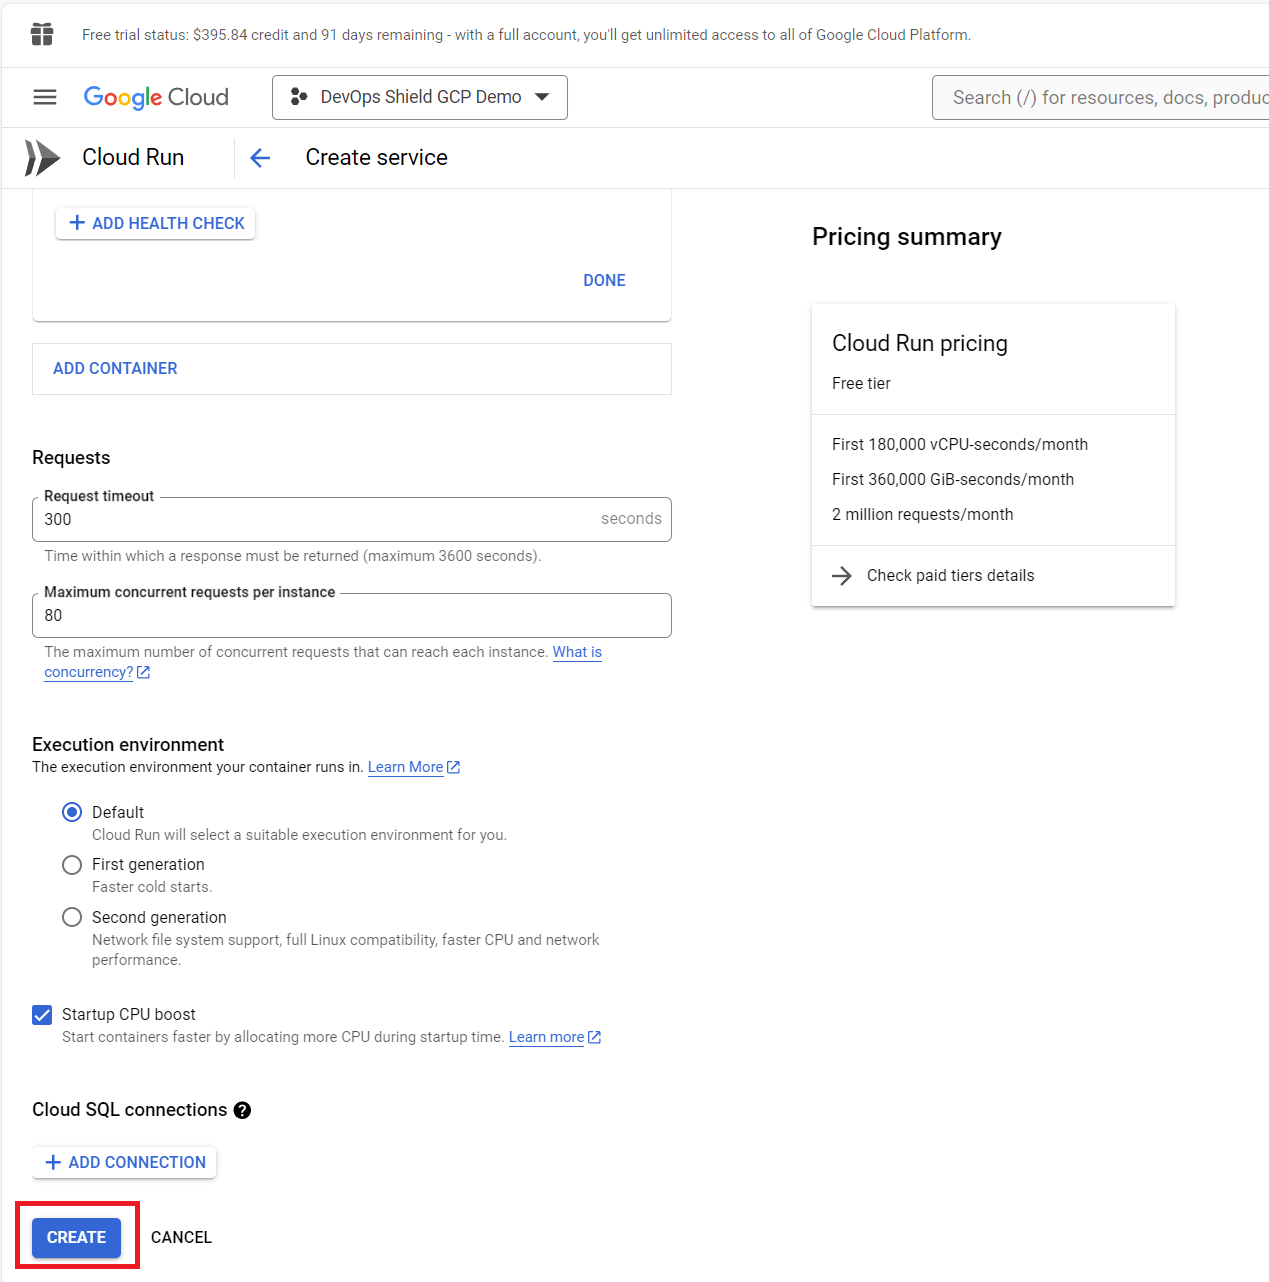 Free trial status: $395.84 credit and 91 days remaining - with a full account, you'll get unlimited access to all of Google Cloud Platform.
Google Cloud
DevOps Shield GCP Demo
Search (/) for resources, docs, produc
Cloud Run
Create service
ADD HEALTH CHECK
DONE
ADD CONTAINER
Requests
Request timeout
300
seconds
Time within which a response must be returned (maximum 3600 seconds).
Maximum concurrent requests per instance
80
The maximum number of concurrent requests that can reach each instance. What is
concurrency?
Execution environment
The execution environment your container runs in. Learn More
Default
Cloud Run will select a suitable execution environment for you.
First generation
Faster cold starts.
Second generation
Network file system support, full Linux compatibility, faster CPU and network
performance.
Startup CPU boost
Start containers faster by allocating more CPU during startup time. Learn more
Cloud SQL connections
ADD CONNECTION
CREATE
CANCEL
Pricing summary
Cloud Run pricing
Free tier
First 180,000 vCPU-seconds/month
First 360,000 GiB-seconds/month
2 million requests/month
Check paid tiers details